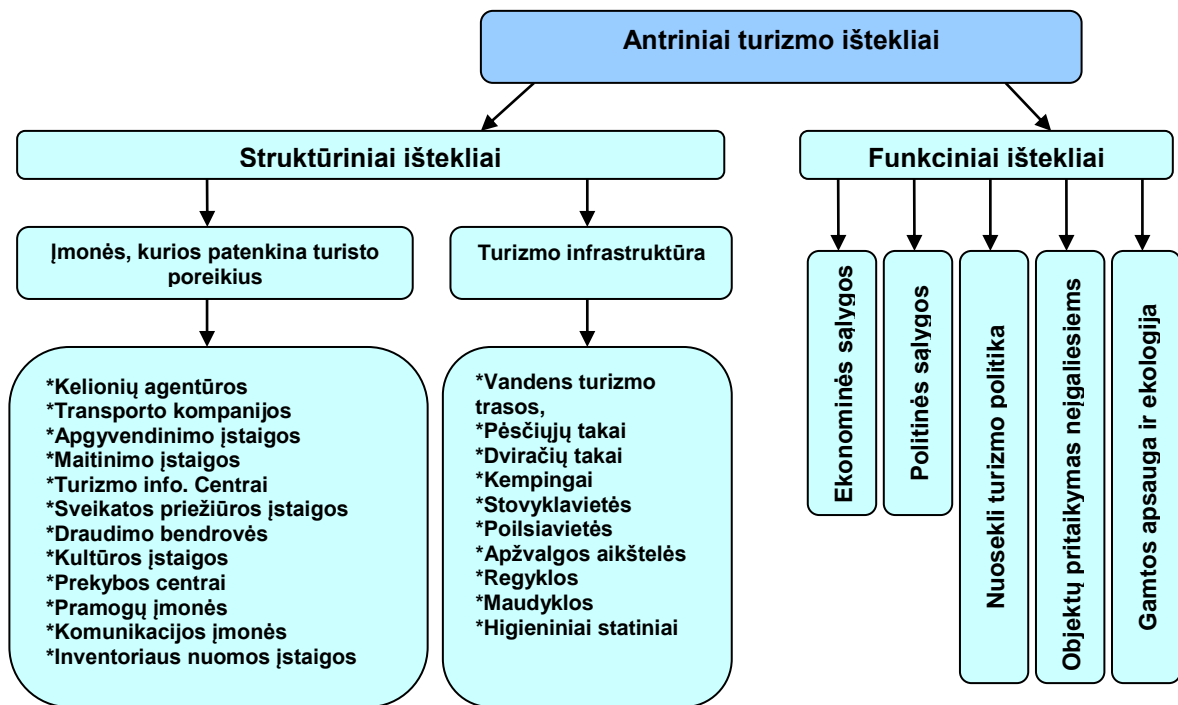 Antriniai turizmo ištekliai
Struktūriniai ištekliai
Funkciniai ištekliai
Įmonės, kurios patenkina turisto
poreikius
Turizmo infrastruktūra
*Kelionių agentūros
*Transporto kompanijos
*Apgyvendinimo įstaigos
*Maitinimo įstaigos
*Turizmo info. Centrai
*Sveikatos priežiūros įstaigos
*Draudimo bendrovės
*Kultūros įstaigos
*Prekybos centrai
*Pramogų įmonės
*Komunikacijos įmonės
*Inventoriaus nuomos įstaigos
*Vandens turizmo
trasos,
*Pėsčiųjų takai
*Dviračių takai
*Kempingai
*Stovyklavietės
*Poilsiavietės
*Apžvalgos aikštelės
*Regyklos
*Maudyklos
*Higieniniai statiniai
Ekonominės sąlygos
Politinės sąlygos
Nuosekli turizmo politika
Objektų pritaikymas neįgaliesiems
Gamtos apsauga ir ekologija